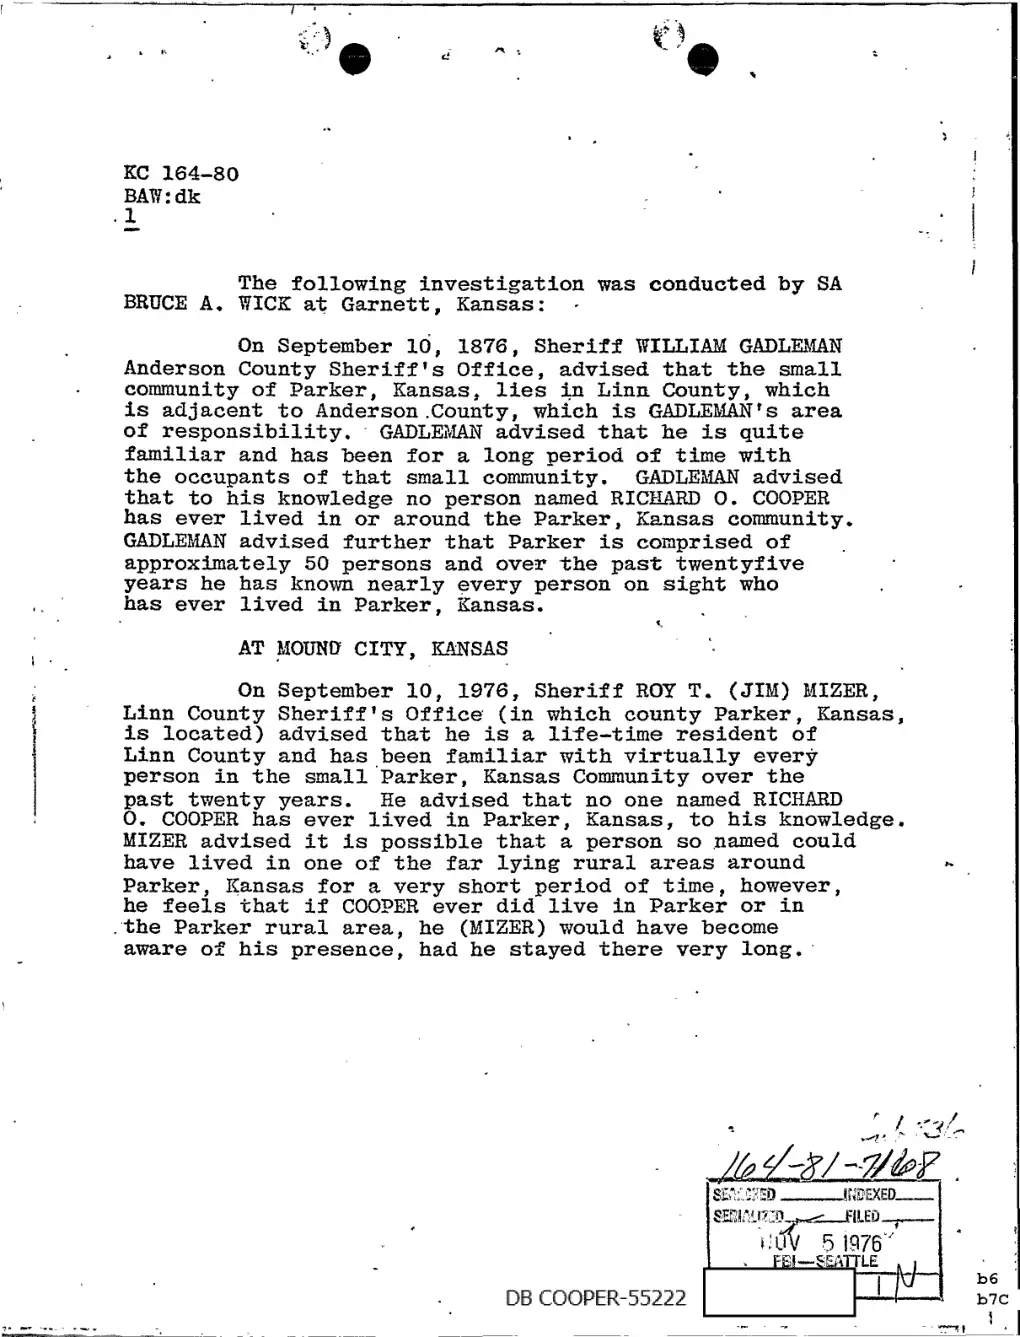 KC 164-80
BAW:dk
1
The following investigation was conducted by SA
BRUCE A. WICK at Garnett, Kansas:
On September 10, 1876, Sheriff WILLIAM GADLEMAN
Anderson County Sheriff's Office, advised that the small
community of Parker, Kansas, lies in Linn County, which
is adjacent to Anderson County, which is GADLEMAN's area
of responsibility. GADLEMAN advised that he is quite
familiar and has been for a long period of time with
the occupants of that small community. GADLEMAN advised
that to his knowledge no person named RICHARD O. COOPER
has ever lived in or around the Parker, Kansas community.
GADLEMAN advised further that Parker is comprised of
approximately 50 persons and over the past twentyfive
years he has known nearly every person on sight who
has ever lived in Parker, Kansas.
AT MOUND CITY, KANSAS
On September 10, 1976, Sheriff ROY T. (JIM) MIZER,
Linn County Sheriff's Office (in which county Parker, Kansas,
is located) advised that he is a life-time resident of
Linn County and has been familiar with virtually every
person in the small Parker, Kansas Community over the
past twenty years. He advised that no one named RICHARD
O. COOPER has ever lived in Parker, Kansas, to his knowledge.
MIZER advised it is possible that a person so named could
have lived in one of the far lying rural areas around
Parker, Kansas for a very short period of time, however,
he feels that if COOPER ever did live in Parker or in
the Parker rural area, he (MIZER) would have become
aware of his presence, had he stayed there very long.
164-81-7168
SEARCHED INDEXED
SERIALIZED FILED
NOV 5 1976
FBI—SEATTLE
b6
b7C
DB COOPER-55222